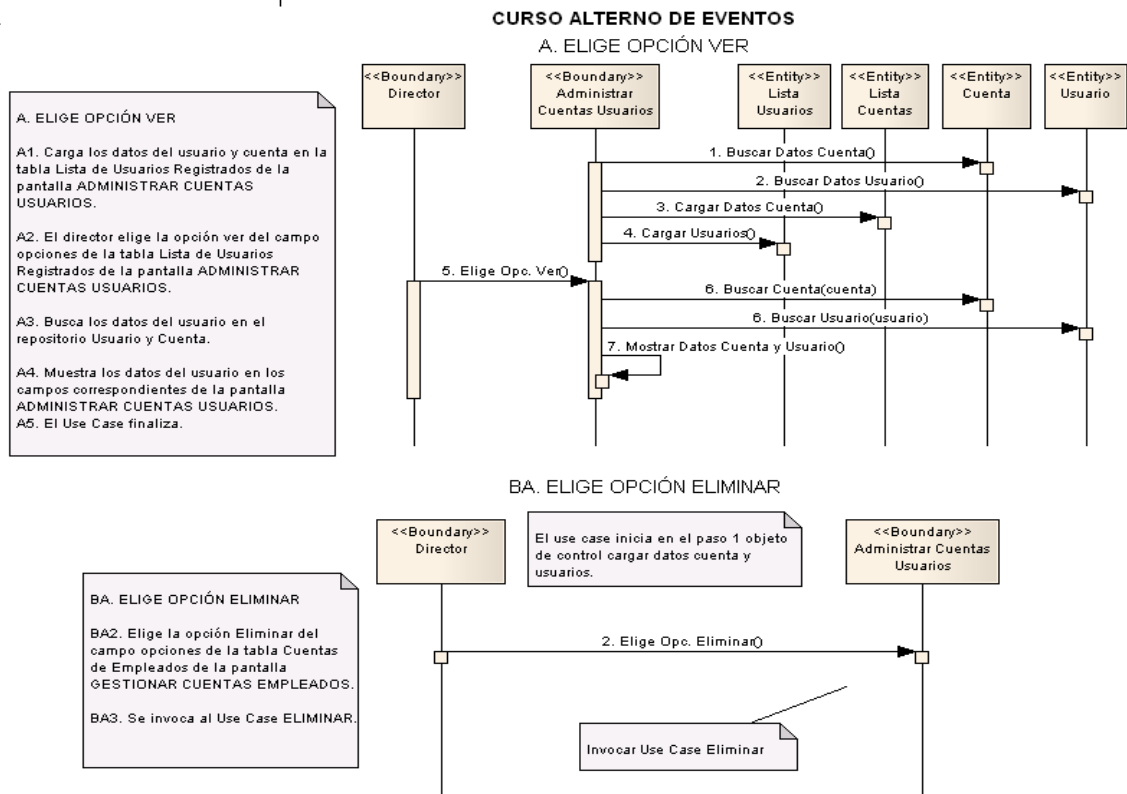 CURSO ALTERNO DE EVENTOS
A. ELIGE OPCIÓN VER
<<Boundary>>
Director
<<Boundary>>
Administrar
Cuentas Usuarios
<<Entity>>
Lista
Usuarios
<<Entity>>
Lista
Cuentas
<<Entity>>
Cuenta
<<Entity>>
Usuario
A. ELIGE OPCIÓN VER
A1. Carga los datos del usuario y cuenta en la
tabla Lista de Usuarios Registrados de la
pantalla ADMINISTRAR CUENTAS
USUARIOS.
A2. El director elige la opción ver del campo
opciones de la tabla Lista de Usuarios
Registrados de la pantalla ADMINISTRAR
CUENTAS USUARIOS.
A3. Busca los datos del usuario en el
repositorio Usuario y Cuenta.
A4. Muestra los datos del usuario en los
campos correspondientes de la pantalla
ADMINISTRAR CUENTAS USUARIOS.
A5. El Use Case finaliza.
1. Buscar Datos Cuenta()
2. Buscar Datos Usuario()
3. Cargar Datos Cuenta()
4. Cargar Usuarios()
5. Elige Opc. Ver()
6. Buscar Cuenta(cuenta)
6. Buscar Usuario(usuario)
7. Mostrar Datos Cuenta y Usuario()
BA. ELIGE OPCIÓN ELIMINAR
<<Boundary>>
Director
El use case inicia en el paso 1 objeto
de control cargar datos cuenta y
usuarios.
<<Boundary>>
Administrar Cuentas
Usuarios
BA. ELIGE OPCIÓN ELIMINAR
BA2. Elige la opción Eliminar del
campo opciones de la tabla Cuentas
de Empleados de la pantalla
GESTIONAR CUENTAS EMPLEADOS.
BA3. Se invoca al Use Case ELIMINAR.
2. Elige Opc. Eliminar()
Invocar Use Case Eliminar